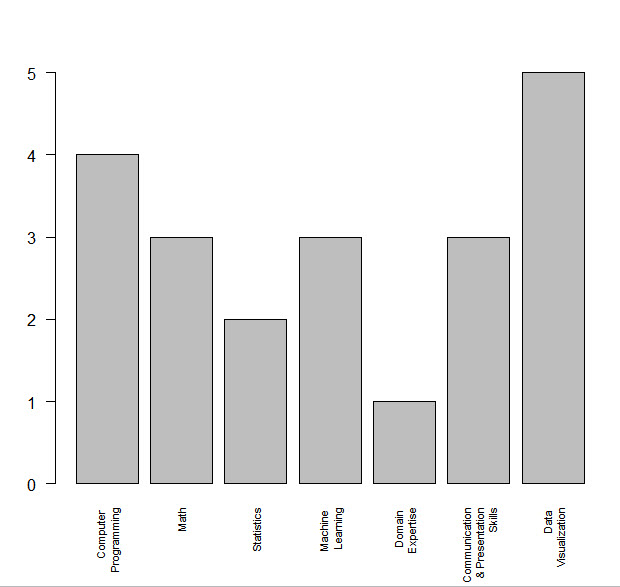 5
4
3
2
1
0
Computer
Programming
Math
Statistics
Machine
Learning
Domain
Expertise
Communication
& Presentation
Skills
Data
Visualization